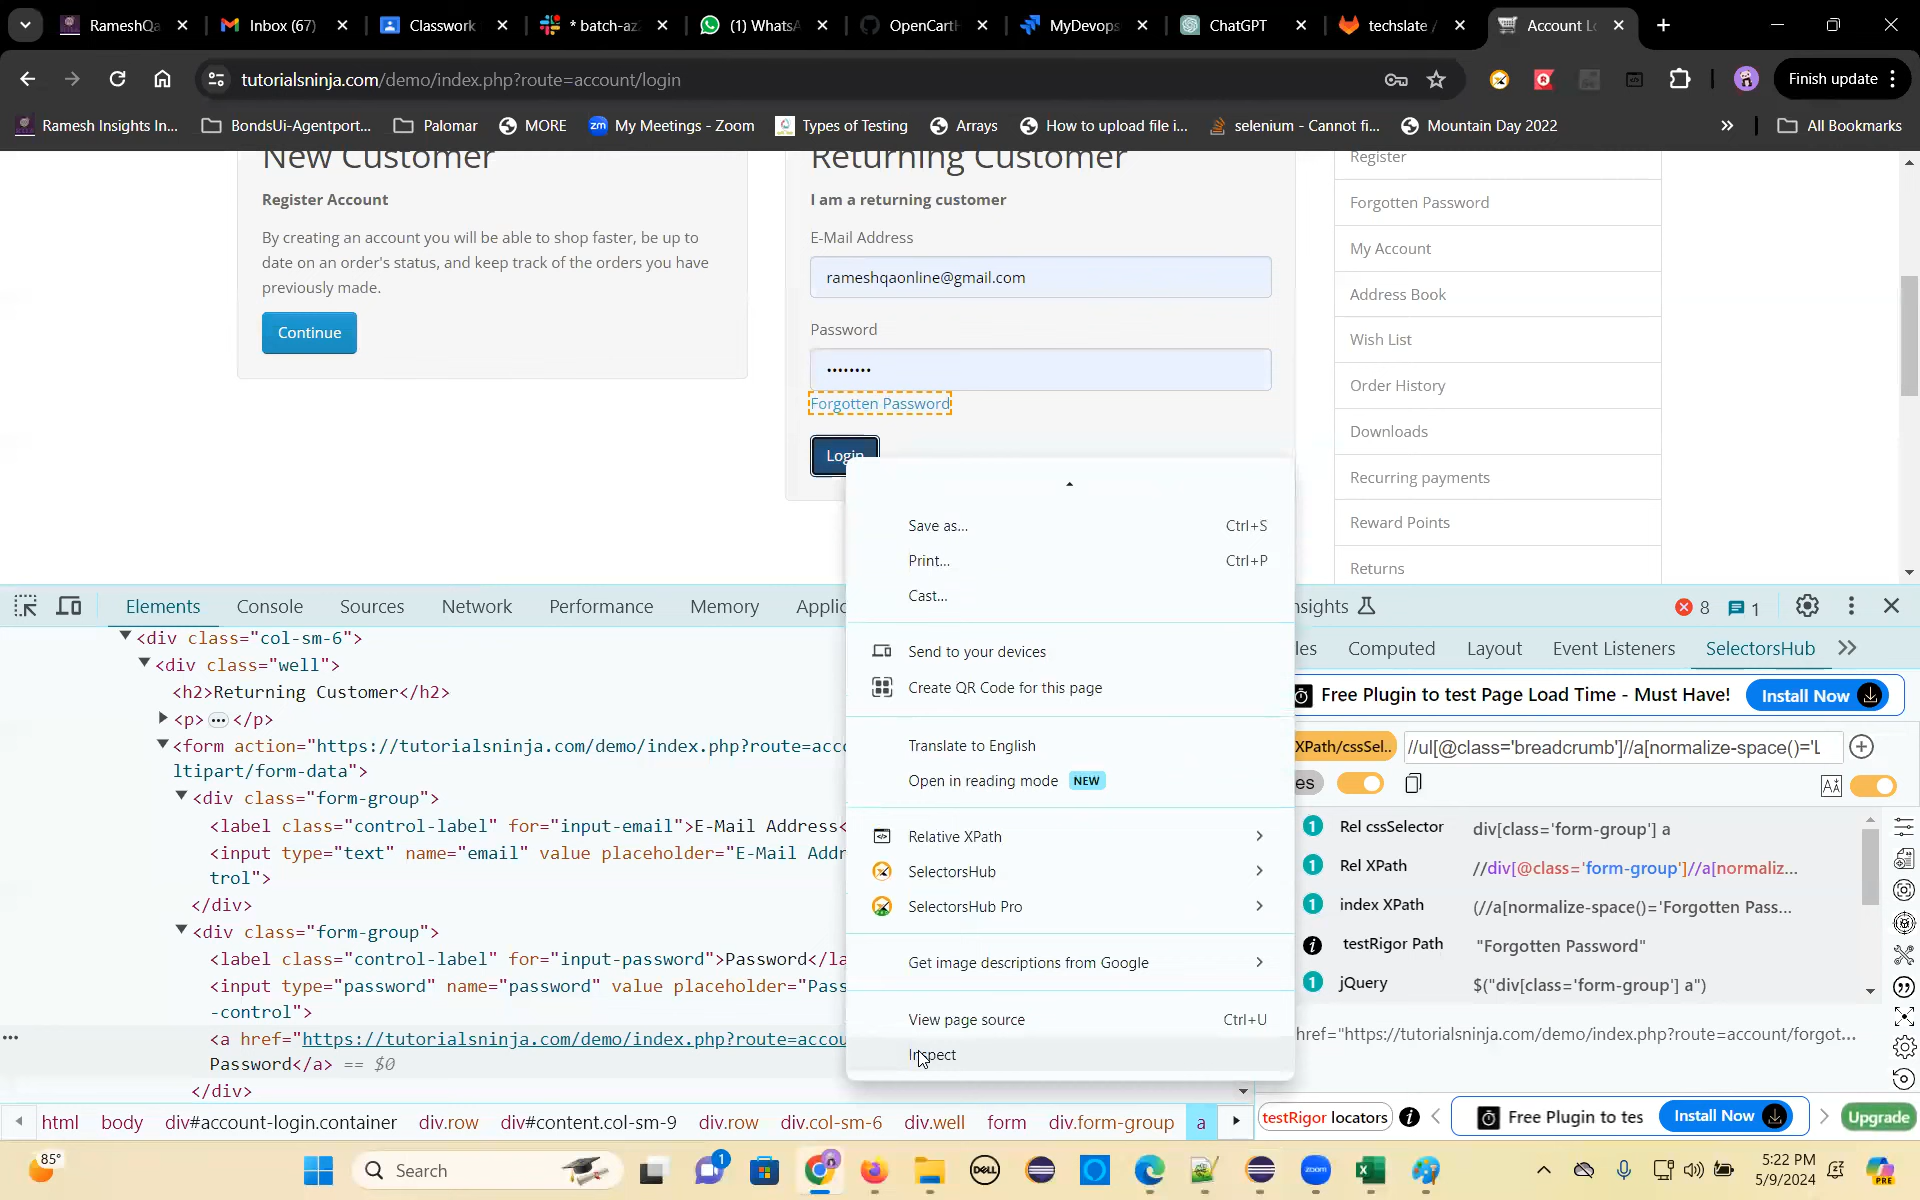 RameshQa
Inbox (67)
Classwork
* batch-az
(1) WhatsA
OpenCart
MyDevops
ChatGPT
techslate /
Account Lo
tutorialsninja.com/demo/index.php?route=account/login
Finish update
Ramesh Insights In...
BondsUi-Agentport...
Palomar
MORE
My Meetings - Zoom
Types of Testing
Arrays
How to upload file i...
selenium - Cannot fi...
Mountain Day 2022
All Bookmarks
New Customer
Register Account
By creating an account you will be able to shop faster, be up to
date on an order's status, and keep track of the orders you have
previously made.
Continue
Returning Customer
I am a returning customer
E-Mail Address
rameshqaonline@gmail.com
Password
Forgotten Password
Login
Register
Forgotten Password
My Account
Address Book
Wish List
Order History
Downloads
Recurring payments
Reward Points
Returns
Save as... Ctrl+S
Print... Ctrl+P
Cast...
Send to your devices
Create QR Code for this page
Translate to English
Open in reading mode NEW
Relative XPath
SelectorsHub
SelectorsHub Pro
Get image descriptions from Google
View page source Ctrl+U
Inspect
Elements Console Sources Network Performance Memory Applic
nsights 8 1
<div class="col-sm-6">
<div class="well">
<h2>Returning Customer</h2>
<p> ... </p>
<form action="https://tutorialsninja.com/demo/index.php?route=acco
ltipart/form-data">
<div class="form-group">
<label class="control-label" for="input-email">E-Mail Address<
<input type="text" name="email" value placeholder="E-Mail Addr
trol">
</div>
<div class="form-group">
<label class="control-label" for="input-password">Password</la
<input type="password" name="password" value placeholder="Pass
-control">
... <a href="https://tutorialsninja.com/demo/index.php?route=accou
Password</a> == $0
</div>
les Computed Layout Event Listeners SelectorsHub
Free Plugin to test Page Load Time - Must Have! Install Now
XPath/cssSel.. //ul[@class='breadcrumb']//a[normalize-space()='L
es
1 Rel cssSelector div[class='form-group'] a
1 Rel XPath //div[@class='form-group']//a[normaliz...
1 index XPath (//a[normalize-space()='Forgotten Pass...
testRigor Path "Forgotten Password"
1 jQuery $("div[class='form-group'] a")
href="https://tutorialsninja.com/demo/index.php?route=account/forgot...
html body div#account-login.container div.row div#content.col-sm-9 div.row div.col-sm-6 div.well form div.form-group a
testRigor locators
Free Plugin to tes Install Now
Upgrade
85°
Search
1
DELL
zoom
5:22 PM
5/9/2024
PRE